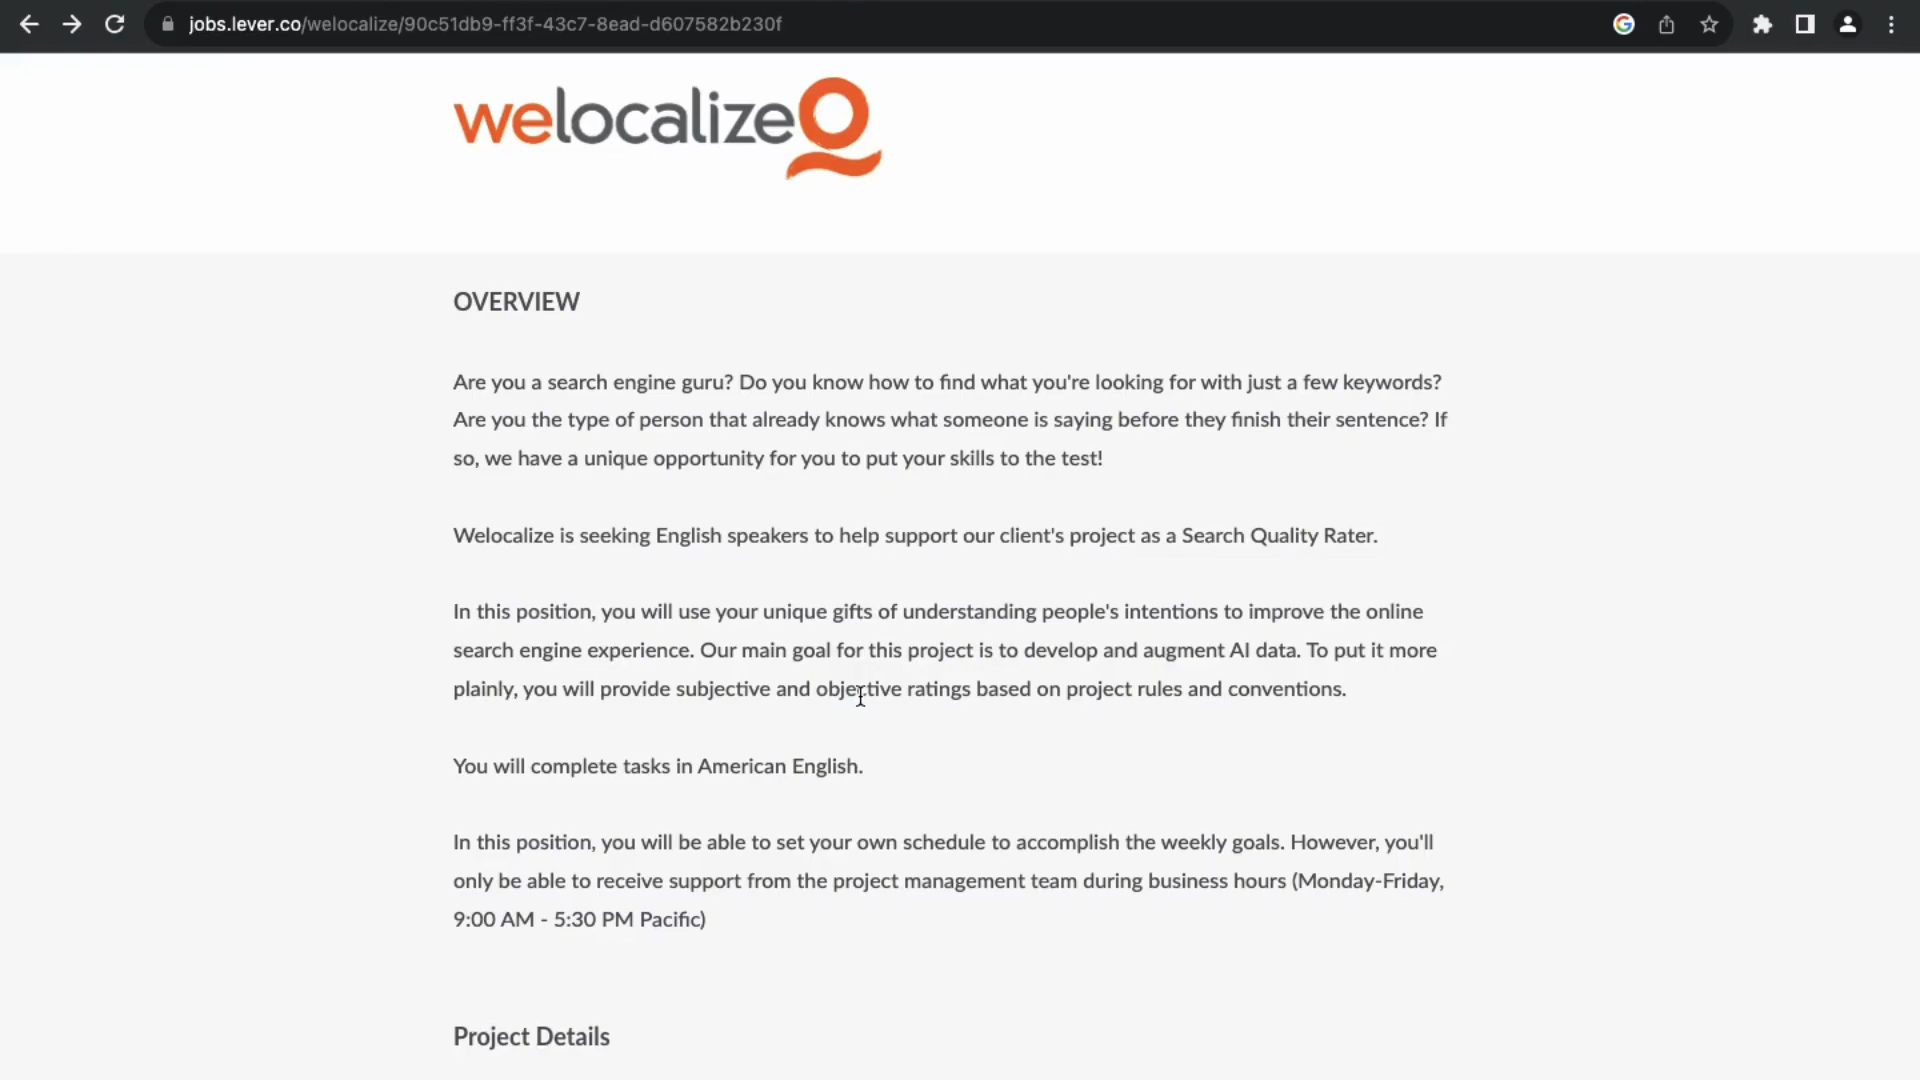 jobs.lever.co/welocalize/90c51db9-ff3f-43c7-8ead-d607582b230f
welocalize
OVERVIEW
Are you a search engine guru? Do you know how to find what you're looking for with just a few keywords?
Are you the type of person that already knows what someone is saying before they finish their sentence? If
so, we have a unique opportunity for you to put your skills to the test!
Welocalize is seeking English speakers to help support our client's project as a Search Quality Rater.
In this position, you will use your unique gifts of understanding people's intentions to improve the online
search engine experience. Our main goal for this project is to develop and augment AI data. To put it more
plainly, you will provide subjective and objective ratings based on project rules and conventions.
You will complete tasks in American English.
In this position, you will be able to set your own schedule to accomplish the weekly goals. However, you'll
only be able to receive support from the project management team during business hours (Monday-Friday,
9:00 AM - 5:30 PM Pacific)
Project Details